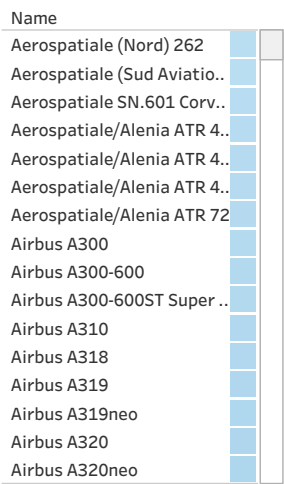 Name
Aerospatiale (Nord) 262
Aerospatiale (Sud Aviatio..
Aerospatiale SN.601 Corv..
Aerospatiale/Alenia ATR 4..
Aerospatiale/Alenia ATR 4..
Aerospatiale/Alenia ATR 4..
Aerospatiale/Alenia ATR 72
Airbus A300
Airbus A300-600
Airbus A300-600ST Super ..
Airbus A310
Airbus A318
Airbus A319
Airbus A319neo
Airbus A320
Airbus A320neo